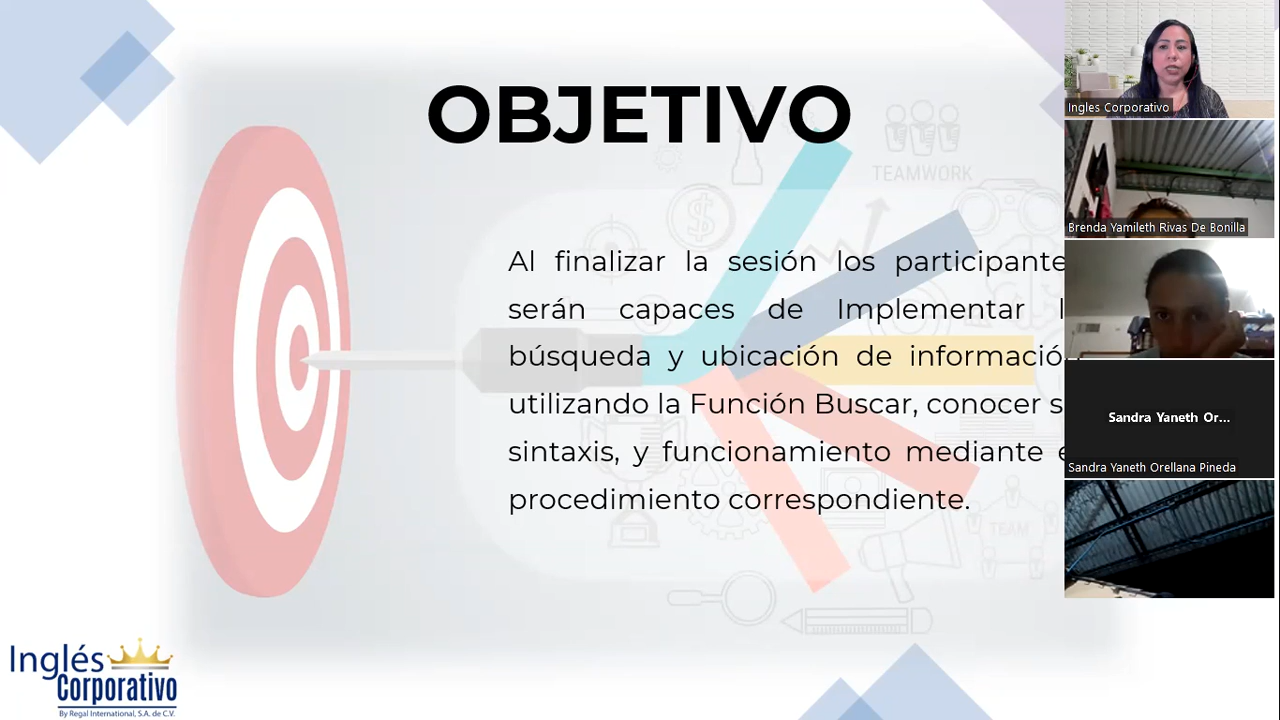 OBJETIVO
TEAMWORK
Al finalizar la sesión los participante
serán capaces de Implementar l
búsqueda y ubicación de informació
utilizando la Función Buscar, conocer s
sintaxis, y funcionamiento mediante e
procedimiento correspondiente.
TEAM
Inglés
Corporativo
By Regal International, S.A. de C.V.
Ingles Corporativo
Brenda Yamileth Rivas De Bonilla
Sandra Yaneth Or...
Sandra Yaneth Orellana Pineda